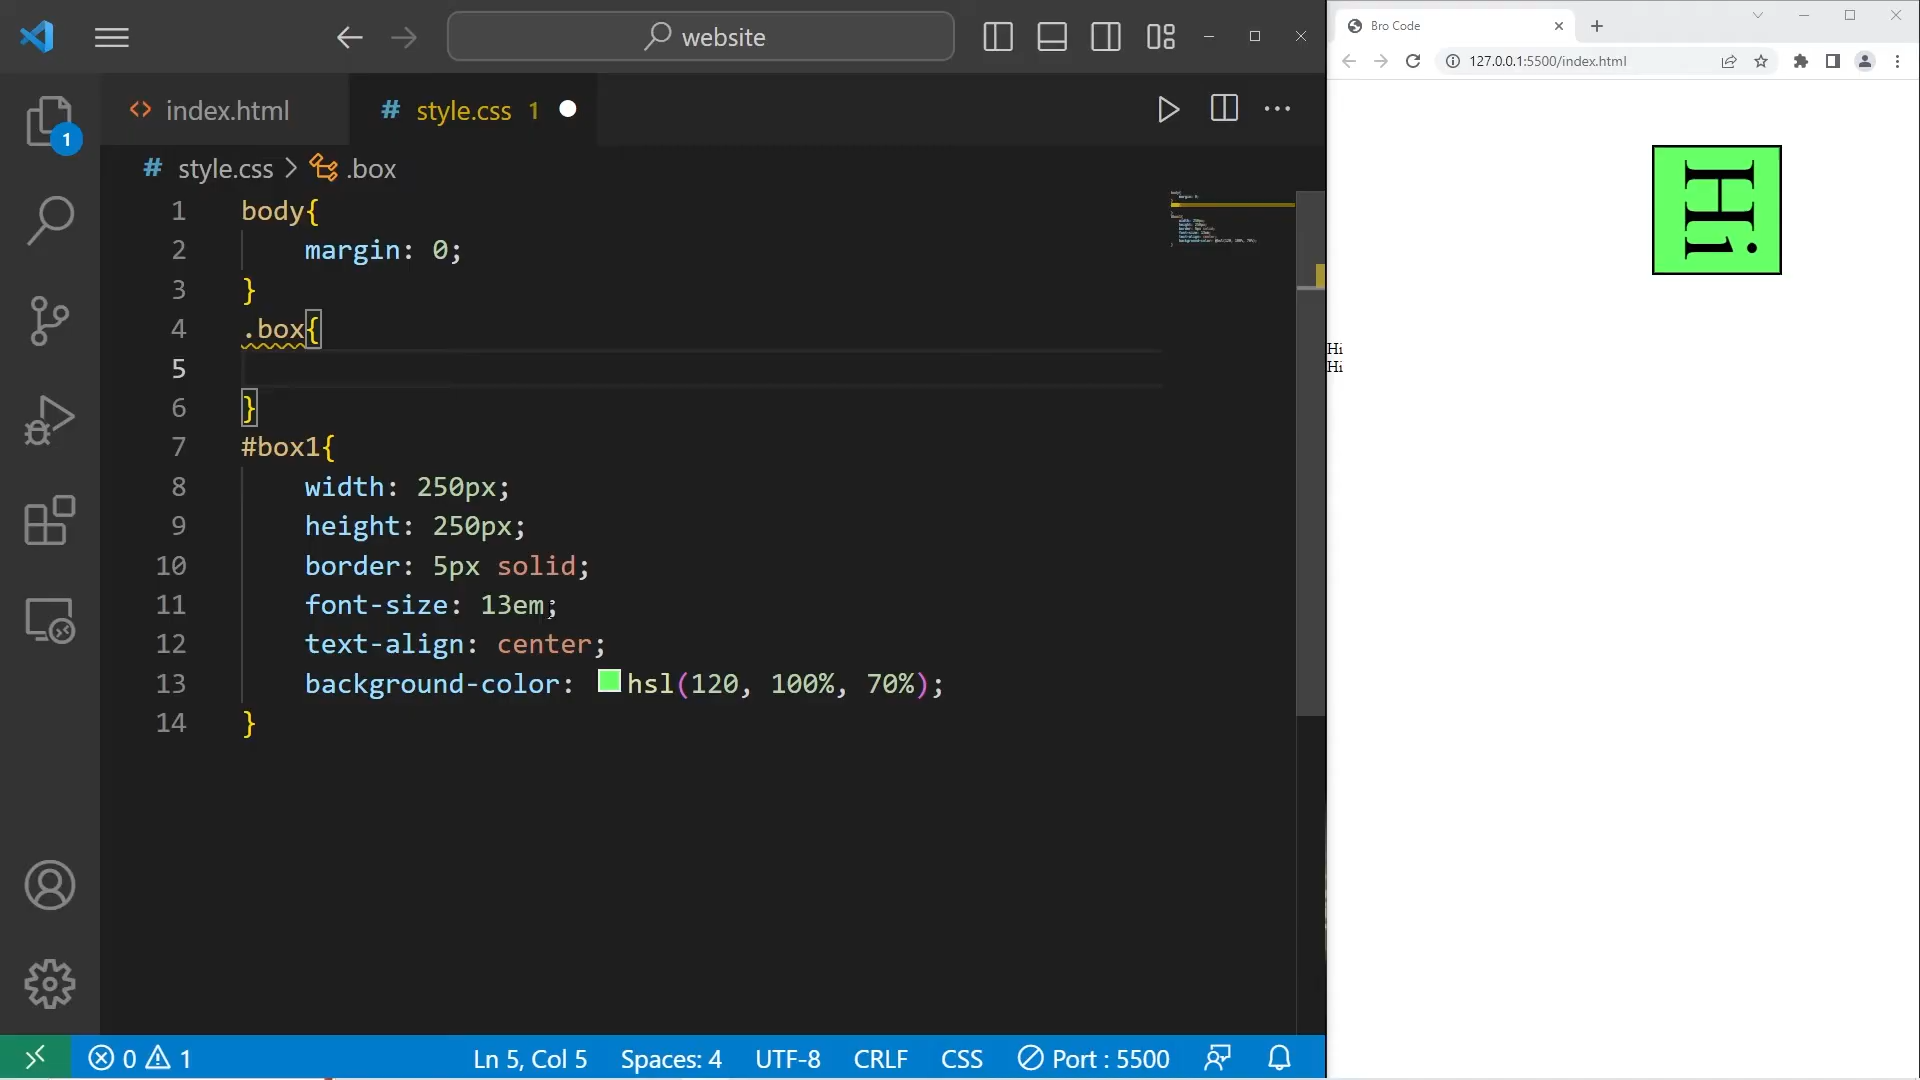 website
Bro Code
127.0.0.1:5500/index.html
1
index.html
# style.css 1
# style.css > .box
1 body{
2 margin: 0;
3 }
4 .box{
5
6 }
7 #box1{
8 width: 250px;
9 height: 250px;
10 border: 5px solid;
11 font-size: 13em;
12 text-align: center;
13 background-color: hsl(120, 100%, 70%);
14 }
Hi
Hi
Hi
0 1
Ln 5, Col 5
Spaces: 4
UTF-8
CRLF
CSS
Port : 5500